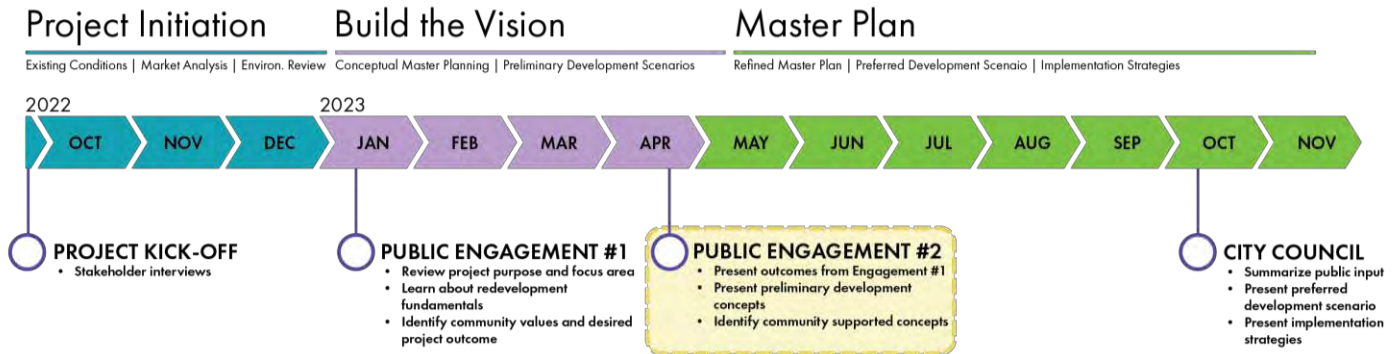 Project Initiation
Existing Conditions | Market Analysis | Environ. Review
Build the Vision
Conceptual Master Planning | Preliminary Development Scenarios
Master Plan
Refined Master Plan | Preferred Development Scenaio | Implementation Strategies
2022
2023
OCT
NOV
DEC
JAN
FEB
MAR
APR
MAY
JUN
JUL
AUG
SEP
OCT
NOV
PROJECT KICK-OFF
• Stakeholder interviews
PUBLIC ENGAGEMENT #1
• Review project purpose and focus area
• Learn about redevelopment
fundamentals
• Identify community values and desired
project outcome
PUBLIC ENGAGEMENT #2
• Present outcomes from Engagement #1
• Present preliminary development
concepts
• Identify community supported concepts
CITY COUNCIL
• Summarize public input
• Present preferred
development scenario
• Present implementation
strategies